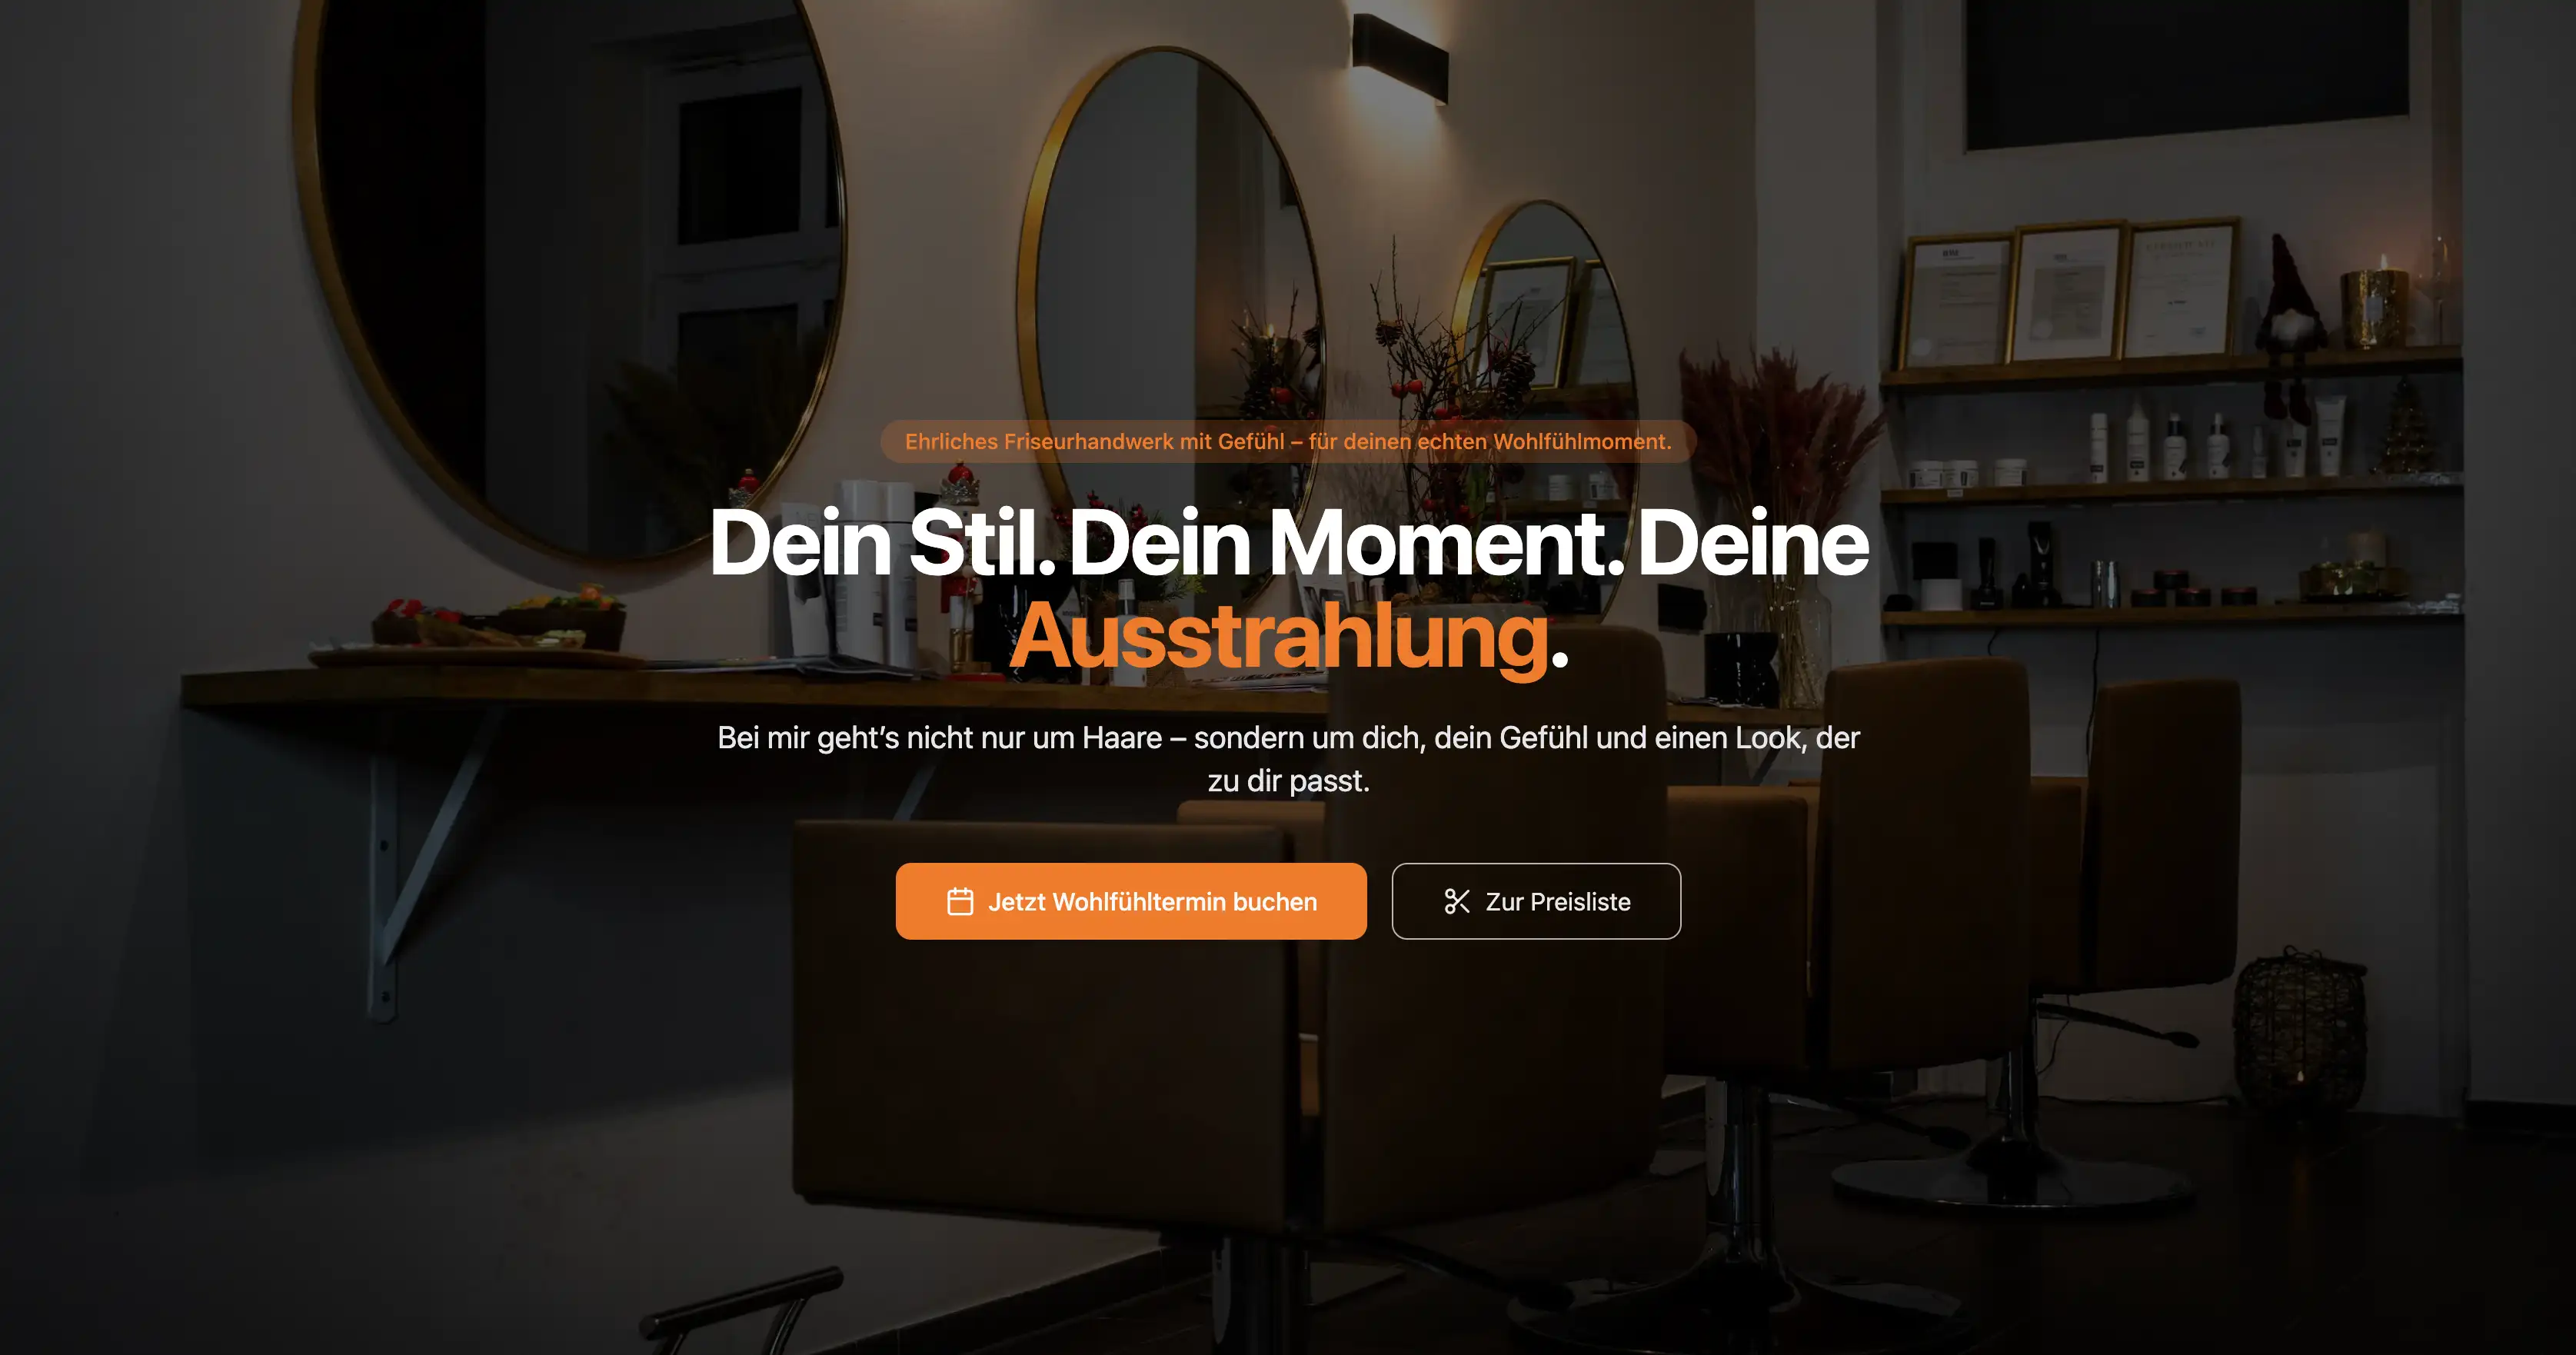 Ehrliches Friseurhandwerk mit Gefühl – für deinen echten Wohlfühlmoment.
Dein Stil. Dein Moment. Deine
Ausstrahlung.
Bei mir geht’s nicht nur um Haare – sondern um dich, dein Gefühl und einen Look, der
zu dir passt.
Jetzt Wohlfühltermin buchen
Zur Preisliste